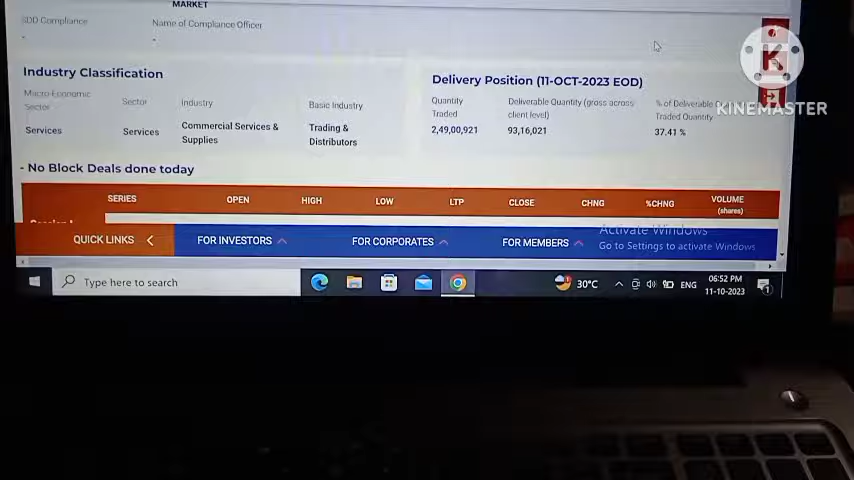 MARKET
SDD Compliance
Name of Compliance Officer
-
-
Industry Classification
Macro-Economic Sector
Sector
Industry
Basic Industry
Services
Services
Commercial Services & Supplies
Trading & Distributors
Delivery Position (11-OCT-2023 EOD)
Quantity Traded
Deliverable Quantity (gross across client level)
% of Deliverable
Traded Quantity
2,49,00,921
93,16,021
37.41 %
K
KINEMASTER
- No Block Deals done today
SERIES
OPEN
HIGH
LOW
LTP
CLOSE
CHNG
%CHNG
VOLUME
(shares)
QUICK LINKS
FOR INVESTORS
FOR CORPORATES
FOR MEMBERS
Activate Windows
Go to Settings to activate Windows
Type here to search
30°C
ENG
06:52 PM
11-10-2023
1